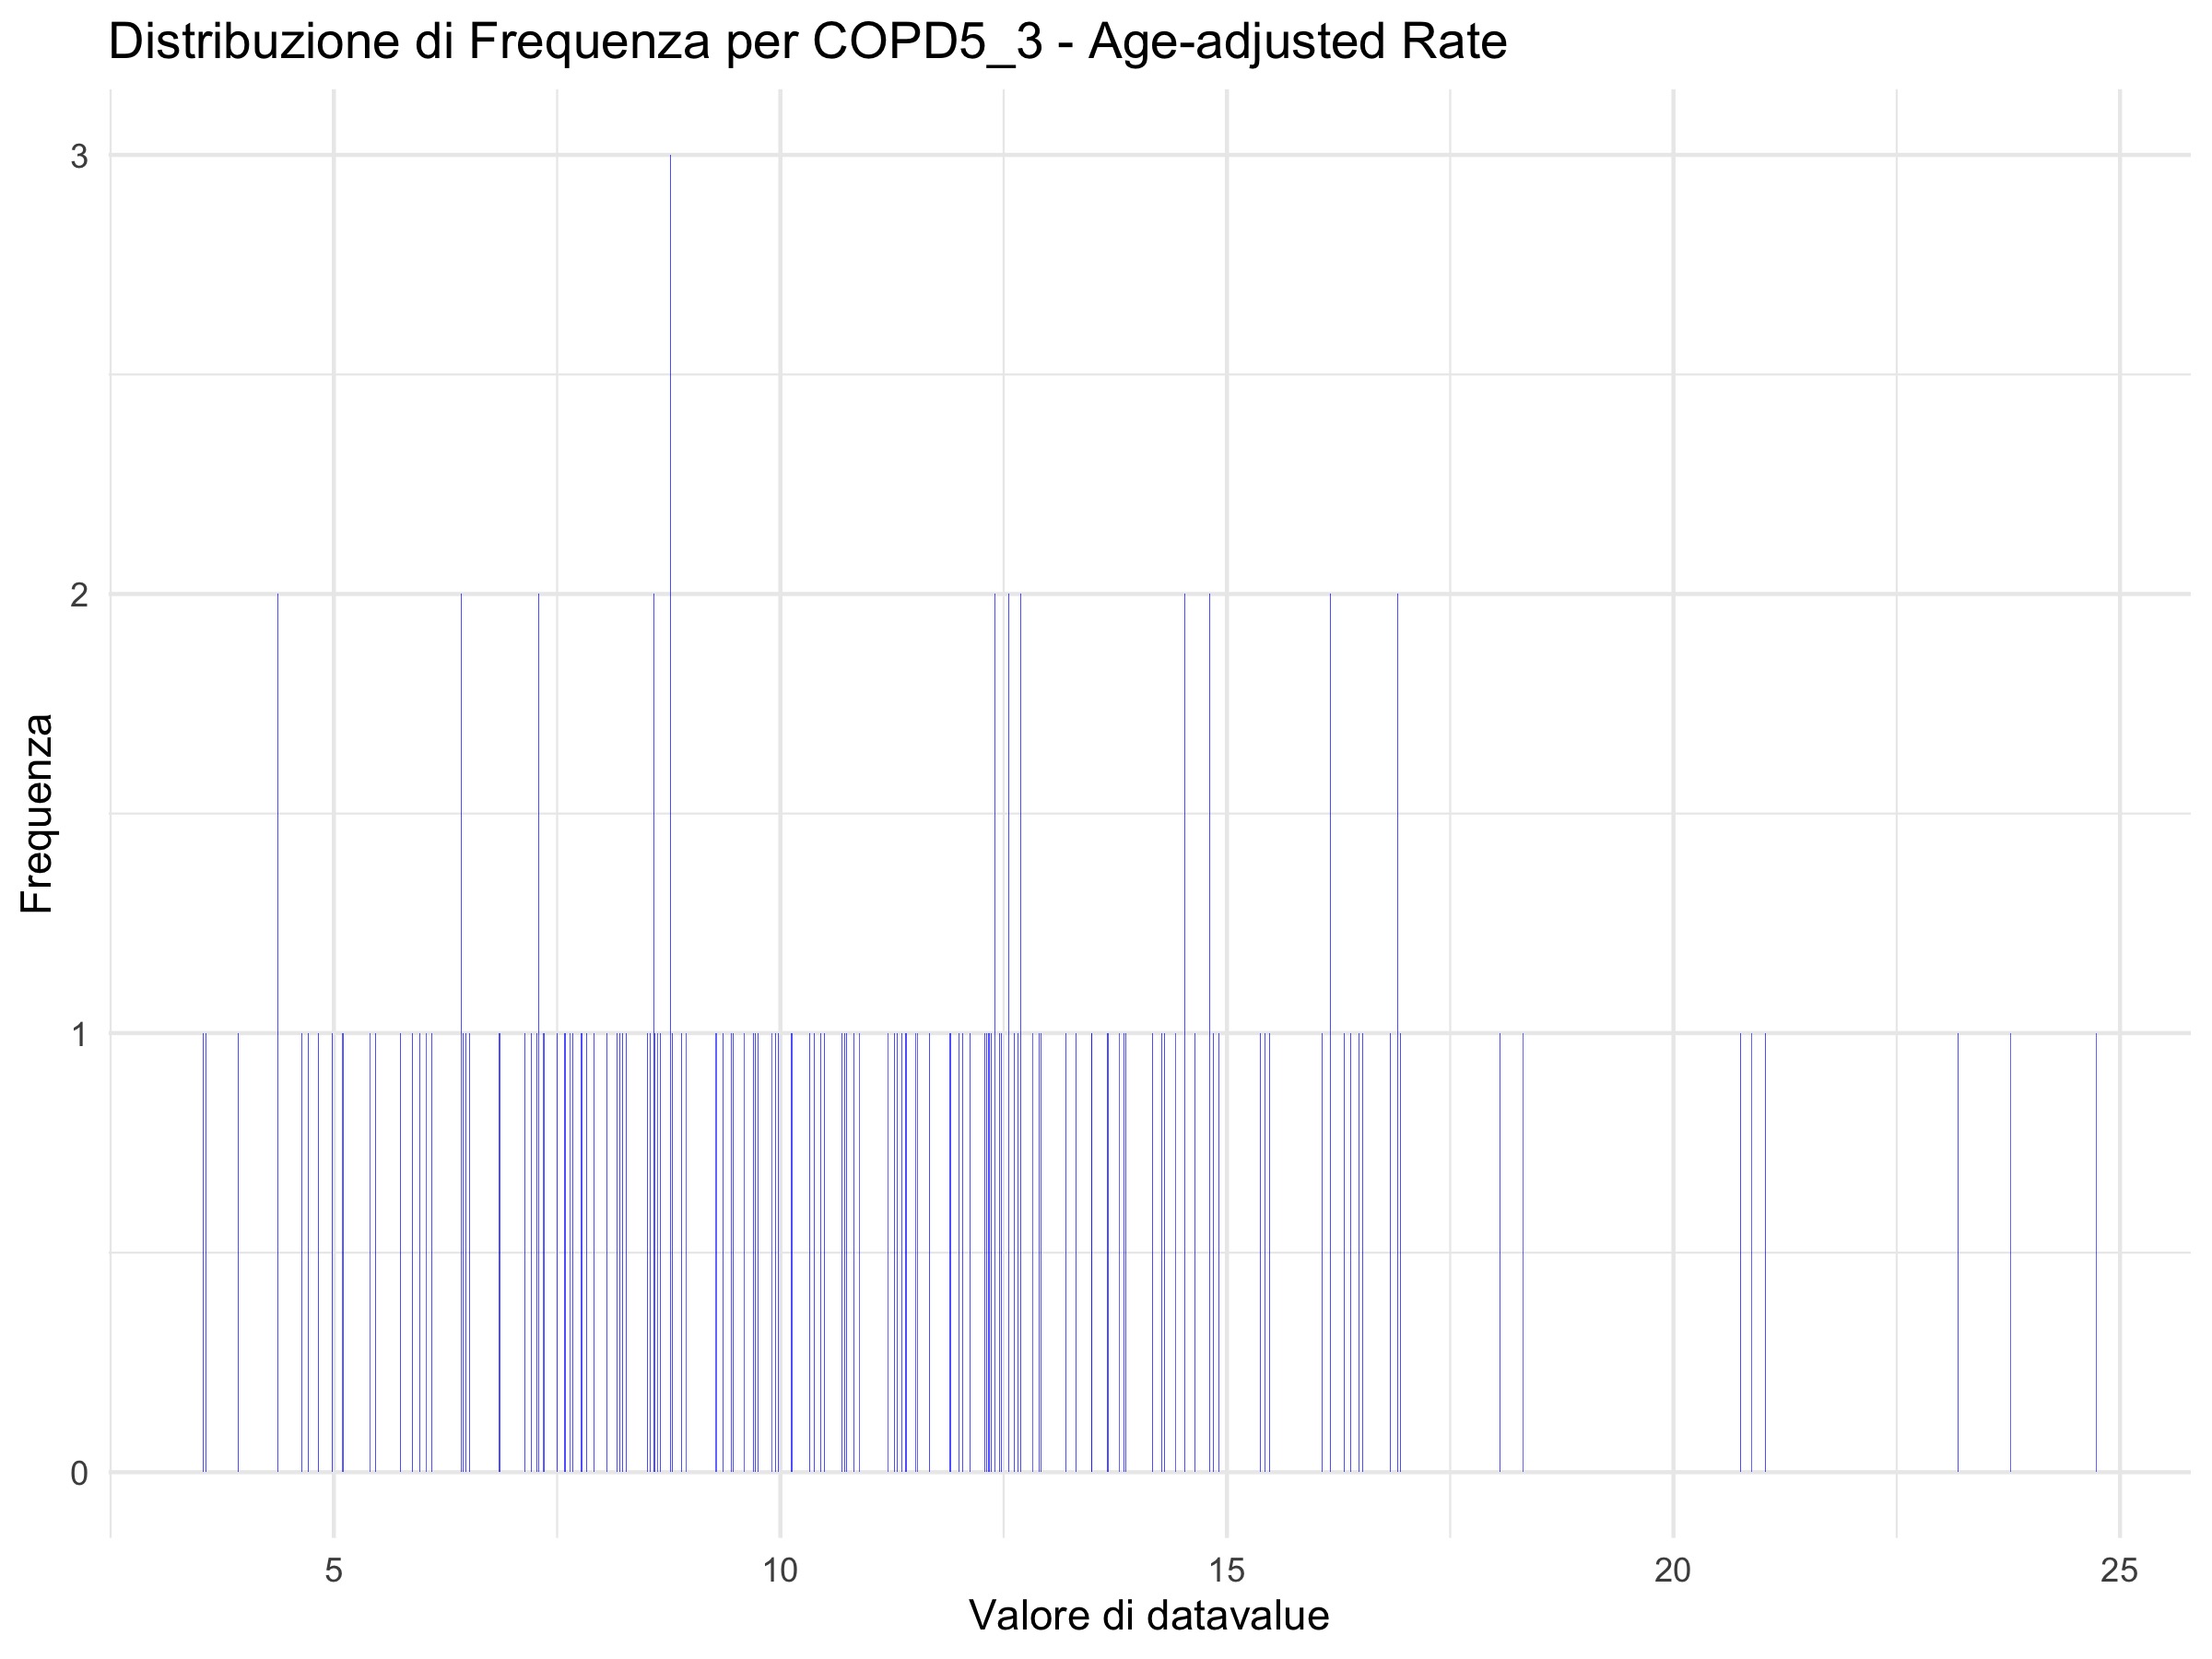 Distribuzione di Frequenza per COPD5_3 - Age-adjusted Rate
3
2
1
0
Frequenza
5 10 15 20 25
Valore di datavalue